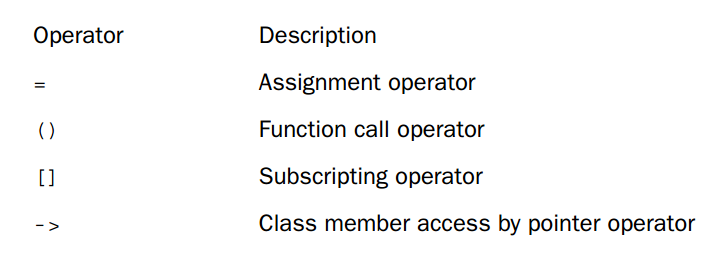 Operator Description
= Assignment operator
() Function call operator
[] Subscripting operator
-> Class member access by pointer operator